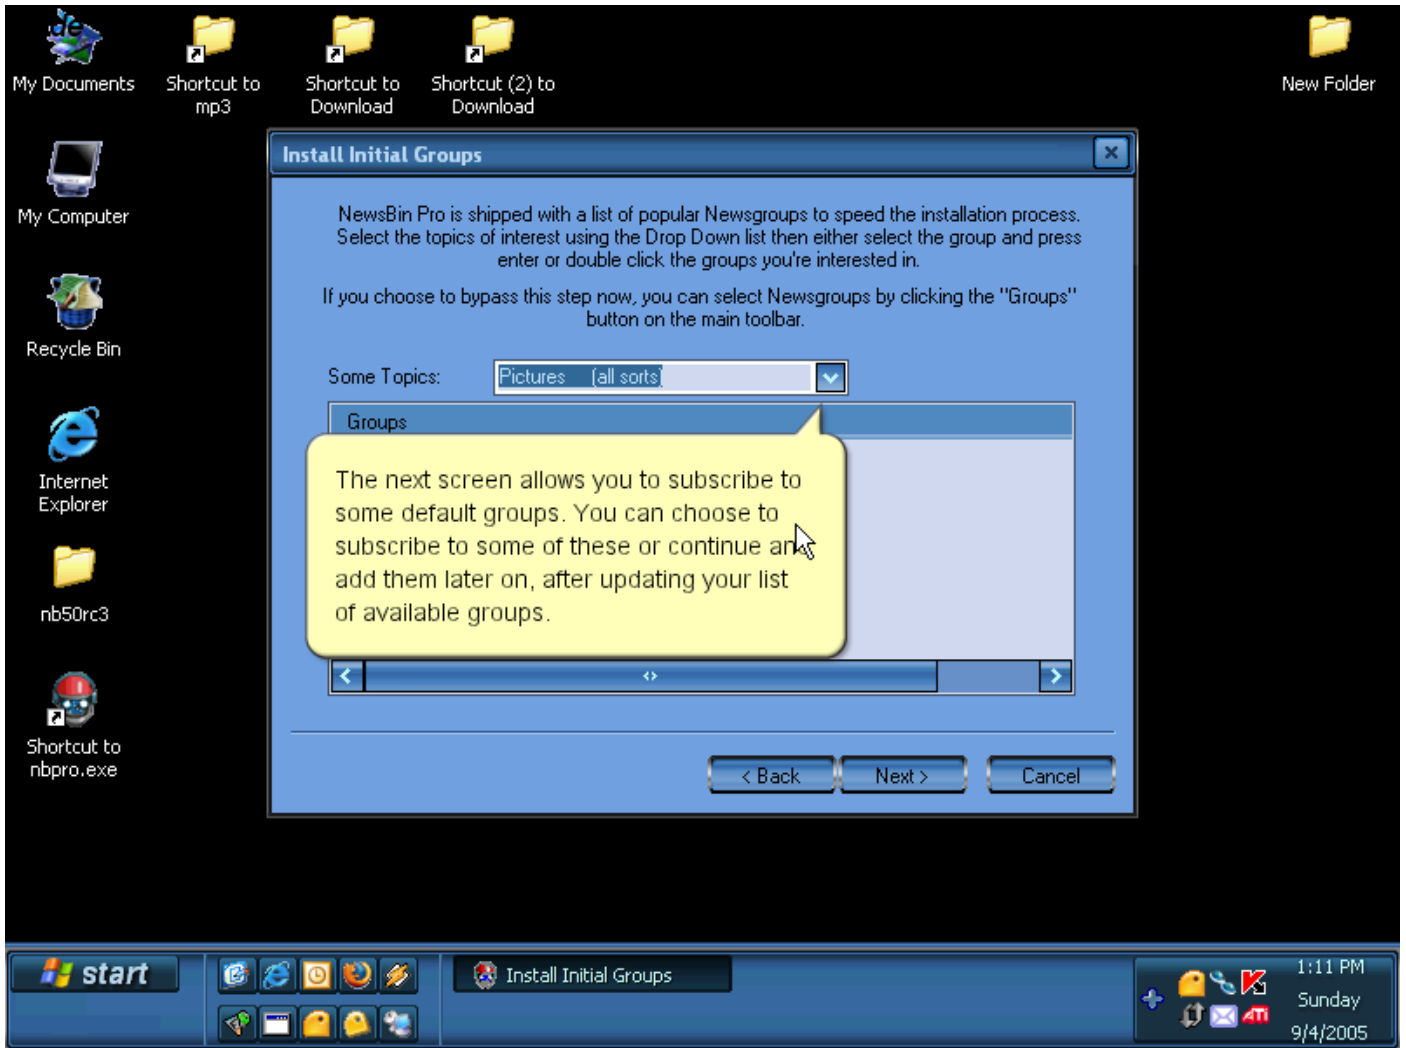 My Documents
Shortcut to
mp3
Shortcut to
Download
Shortcut (2) to
Download
New Folder
My Computer
Recycle Bin
Internet
Explorer
nb50rc3
Shortcut to
nbpro.exe
Install Initial Groups
NewsBin Pro is shipped with a list of popular Newsgroups to speed the installation process.
Select the topics of interest using the Drop Down list then either select the group and press
enter or double click the groups you're interested in.
If you choose to bypass this step now, you can select Newsgroups by clicking the "Groups"
button on the main toolbar.
Some Topics: Pictures (all sorts)
Groups
The next screen allows you to subscribe to
some default groups. You can choose to
subscribe to some of these or continue and
add them later on, after updating your list
of available groups.
< Back Next > Cancel
start
Install Initial Groups
ATI
1:11 PM
Sunday
9/4/2005